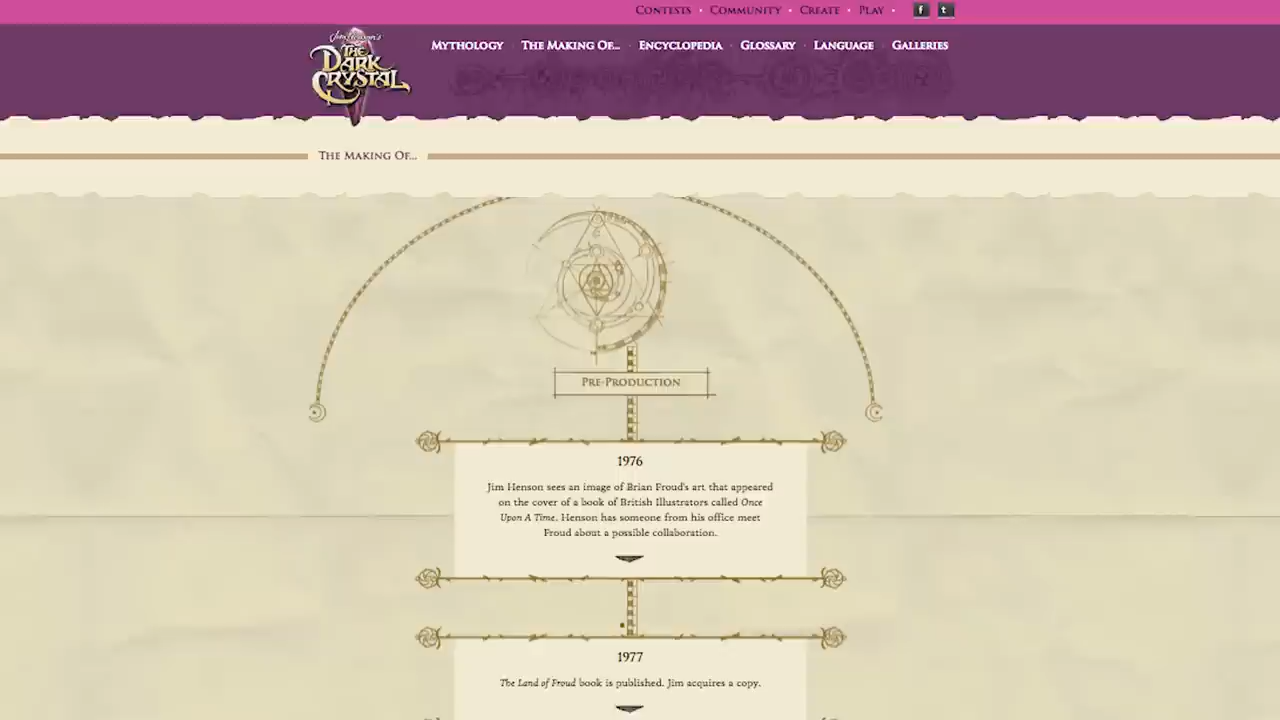 Contests • Community • Create • Play •
f t
Jim Henson's
The
Dark
Crystal
Mythology The Making Of... Encyclopedia Glossary Language Galleries
The Making Of...
Pre-Production
1976
Jim Henson sees an image of Brian Froud's art that appeared
on the cover of a book of British Illustrators called Once
Upon A Time. Henson has someone from his office meet
Froud about a possible collaboration.
1977
The Land of Froud book is published. Jim acquires a copy.